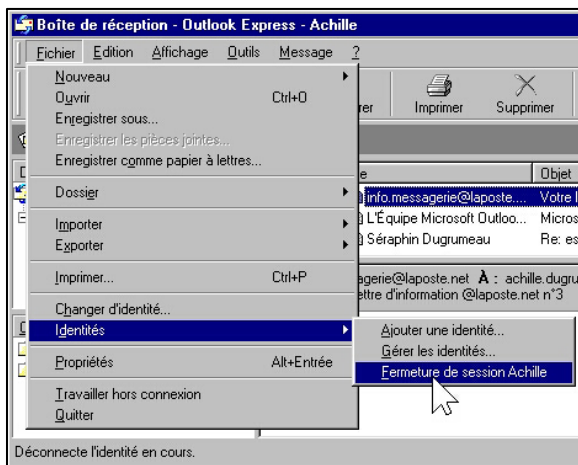 Boîte de réception - Outlook Express - Achille
Fichier Edition Affichage Outils Message ?
Imprimer Supprimer
Nouveau
Ouvrir Ctrl+O
Enregistrer sous...
Enregistrer les pièces jointes...
Enregistrer comme papier à lettres...
Dossier
Importer
Exporter
Imprimer... Ctrl+P
Changer d'identité...
Identités
Propriétés Alt+Entrée
Travailler hors connexion
Quitter
Objet
info.messagerie@laposte.... Votre
L'Équipe Microsoft Outloo... Micros
Séraphin Dugrumeau Re: es
agerie@laposte.net À : achille.dugru
ettre d'information @laposte.net n°3
Ajouter une identité...
Gérer les identités...
Fermeture de session Achille
Déconnecte l'identité en cours.